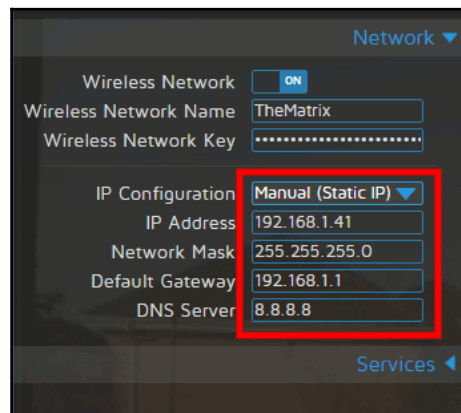 Network
Wireless Network ON
Wireless Network Name TheMatrix
Wireless Network Key ••••••••••••••••••••••••
IP Configuration Manual (Static IP)
IP Address 192.168.1.41
Network Mask 255.255.255.0
Default Gateway 192.168.1.1
DNS Server 8.8.8.8
Services